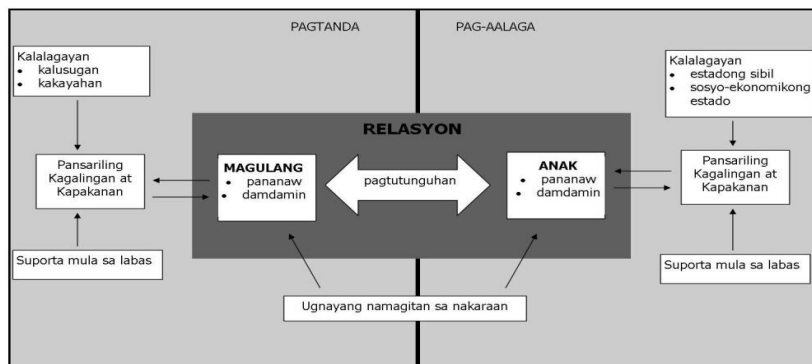 PAGTANDA
PAG-AALAGA
Kalalagayan
• kalusugan
• kakayahan
Kalalagayan
• estadong sibil
• sosyo-ekonomikong
estado
RELASYON
Pansariling
Kagalingan at
Kapakanan
MAGULANG
• pananaw
• damdamin
pagtutunguhan
ANAK
• pananaw
• damdamin
Pansariling
Kagalingan at
Kapakanan
Suporta mula sa labas
Suporta mula sa labas
Ugnayang namagitan sa nakaraan